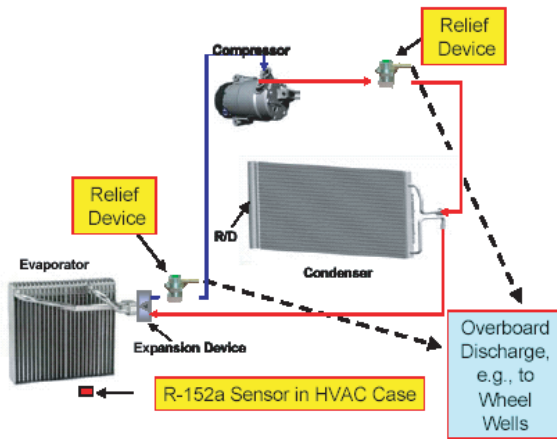 Relief
Device
Compressor
Relief
Device
R/D
Condenser
Evaporator
Expansion Device
R-152a Sensor in HVAC Case
Overboard
Discharge,
e.g., to
Wheel
Wells